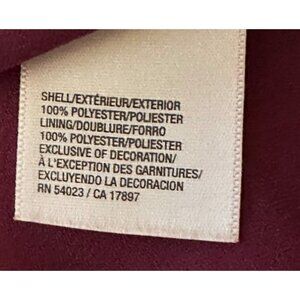 SHELL/EXTÉRIEUR/EXTERIOR
100% POLYESTER/POLIESTER
LINING/DOUBLURE/FORRO
100% POLYESTER/POLIESTER
EXCLUSIVE OF DECORATION/
À L'EXCEPTION DES GARNITURES/
EXCLUYENDO LA DECORACION
RN 54023 / CA 17897